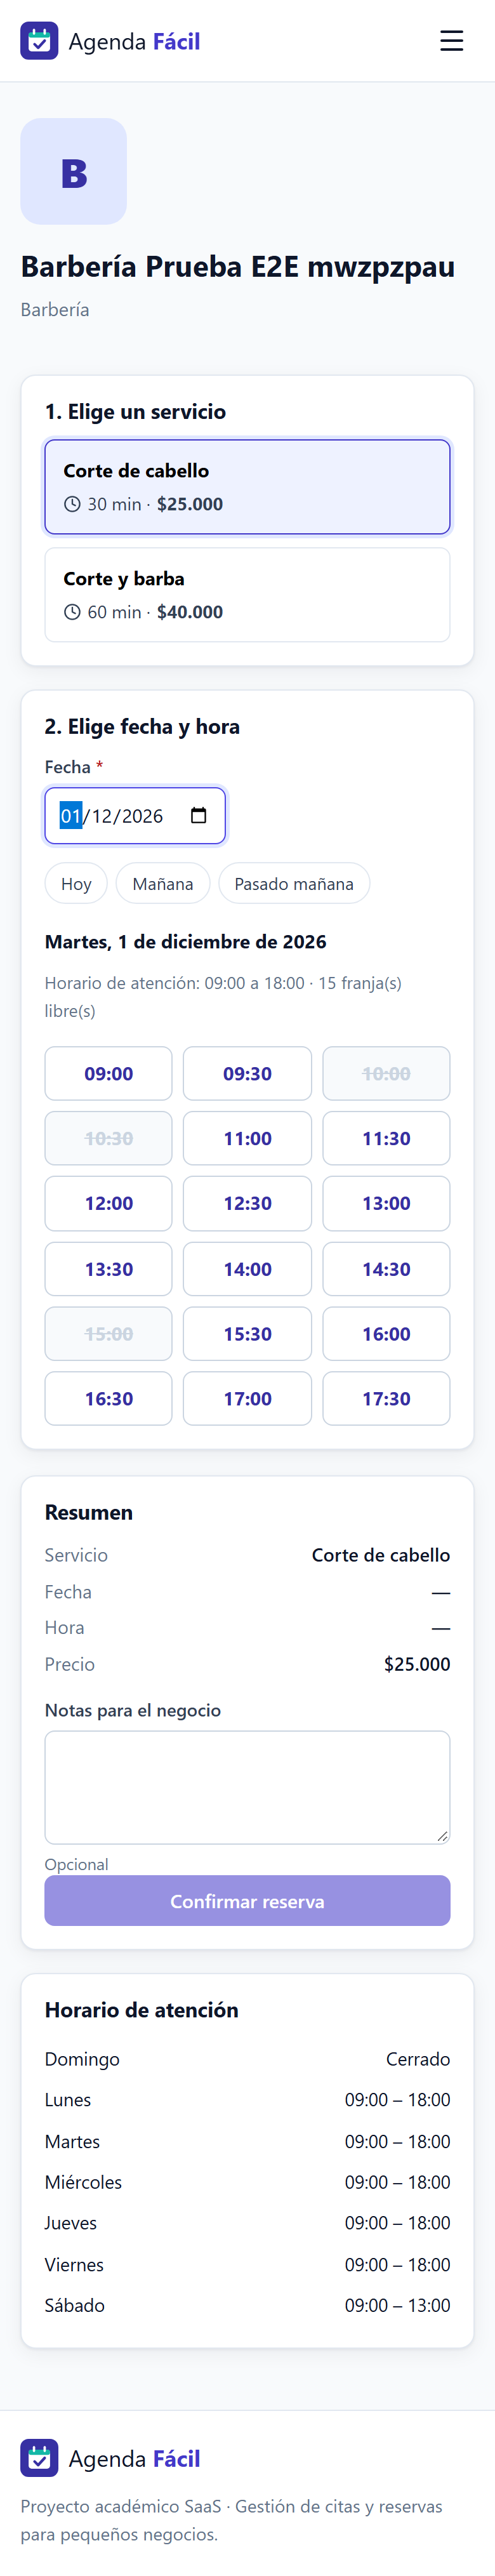 Agenda Fácil
B
Barbería Prueba E2E mwzpzpau
Barbería
1. Elige un servicio
Corte de cabello
30 min · $25.000
Corte y barba
60 min · $40.000
2. Elige fecha y hora
Fecha *
01/12/2026
Hoy Mañana Pasado mañana
Martes, 1 de diciembre de 2026
Horario de atención: 09:00 a 18:00 · 15 franja(s)
libre(s)
09:00 09:30 10:00
10:30 11:00 11:30
12:00 12:30 13:00
13:30 14:00 14:30
15:00 15:30 16:00
16:30 17:00 17:30
Resumen
Servicio Corte de cabello
Fecha —
Hora —
Precio $25.000
Notas para el negocio
Opcional
Confirmar reserva
Horario de atención
Domingo Cerrado
Lunes 09:00 – 18:00
Martes 09:00 – 18:00
Miércoles 09:00 – 18:00
Jueves 09:00 – 18:00
Viernes 09:00 – 18:00
Sábado 09:00 – 13:00
Agenda Fácil
Proyecto académico SaaS · Gestión de citas y reservas
para pequeños negocios.